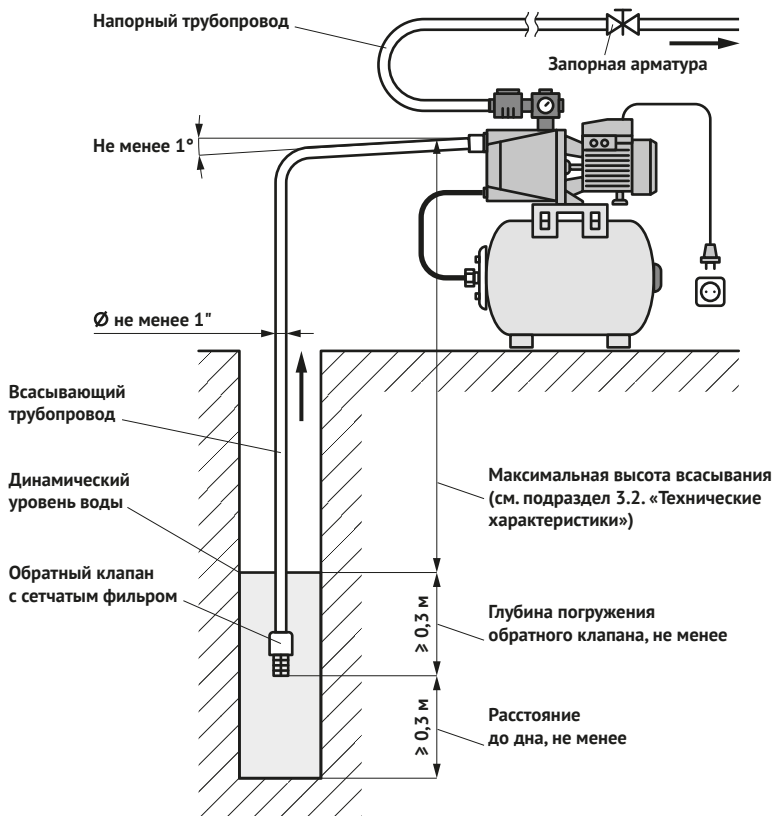 Напорный трубопровод
Запорная арматура
Не менее 1°
Ø не менее 1"
Всасывающий
трубопровод
Динамический
уровень воды
Максимальная высота всасывания
(см. подраздел 3.2. «Технические
характеристики»)
Обратный клапан
с сетчатым фильром
⩾ 0,3 м
Глубина погружения
обратного клапана, не менее
⩾ 0,3 м
Расстояние
до дна, не менее